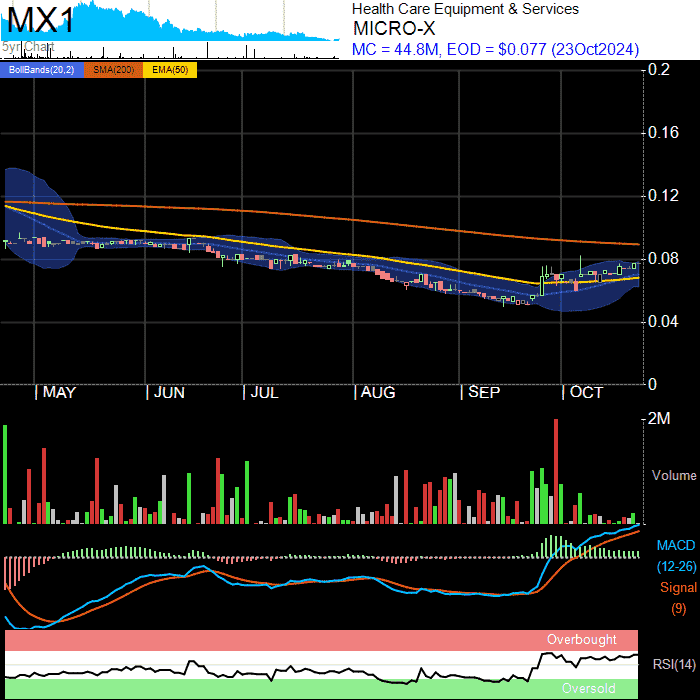 MX1
5yr Chart
Health Care Equipment & Services
MICRO-X
MC = 44.8M, EOD = $0.077 (23Oct2024)
BollBands(20,2) SMA(200) EMA(50)
0.2
0.16
0.12
0.08
0.04
0
MAY JUN JUL AUG SEP OCT
2M
Volume
MACD
(12-26)
Signal
(9)
Overbought
RSI(14)
Oversold